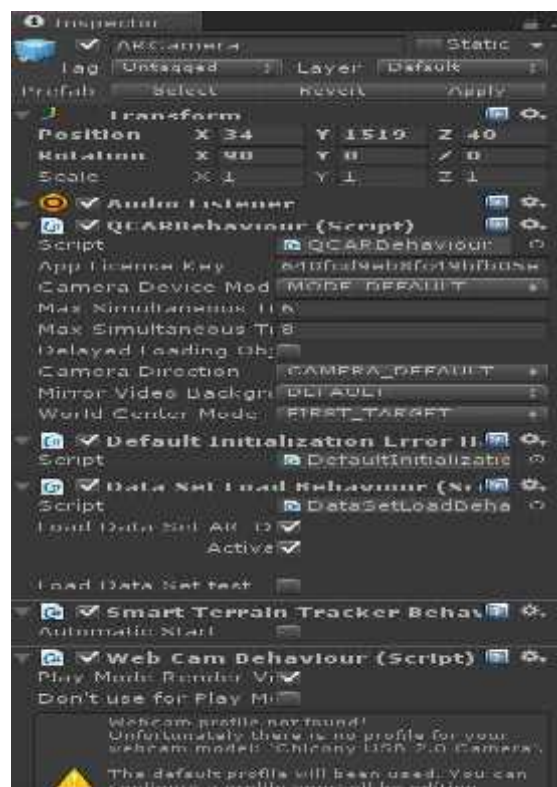 Inspector
ARCamera Static
Tag Untagged Layer Default
Prefab Select Revert Apply
Transform
Position X 34 Y 1519 Z 40
Rotation X 90 Y 0 Z 0
Scale X 1 Y 1 Z 1
Audio Listener
QCARBehaviour (Script)
Script QCARBehaviour
App License Key
Camera Device Mod MODE_DEFAULT
Max Simultaneous 6
Max Simultaneous 8
Delayed Loading Obj
Camera Direction CAMERA_DEFAULT
Mirror Video Backgr DEFAULT
World Center Mode FIRST_TARGET
Default Initialization Error H
Script DefaultInitializatio
Data Set Load Behaviour (Sc
Script DataSetLoadBeha
Load Data Set AR_D
Active
Load Data Set test
Smart Terrain Tracker Behav
Automatic Start
Web Cam Behaviour (Script)
Play Mode Render Vi
Don't use for Play M
Webcam profile not found!
Unfortunately there is no profile for your
webcam model: 'Chicony USB 2.0 Camera'.
The default profile will been used. You can